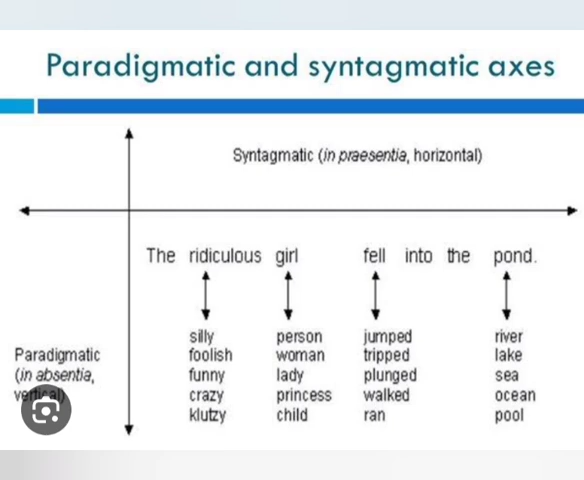 Paradigmatic and syntagmatic axes
Syntagmatic (in praesentia, horizontal)
The ridiculous girl fell into the pond.
silly person jumped river
foolish woman tripped lake
funny lady plunged sea
crazy princess walked ocean
klutzy child ran pool
Paradigmatic
(in absentia,
vertical)